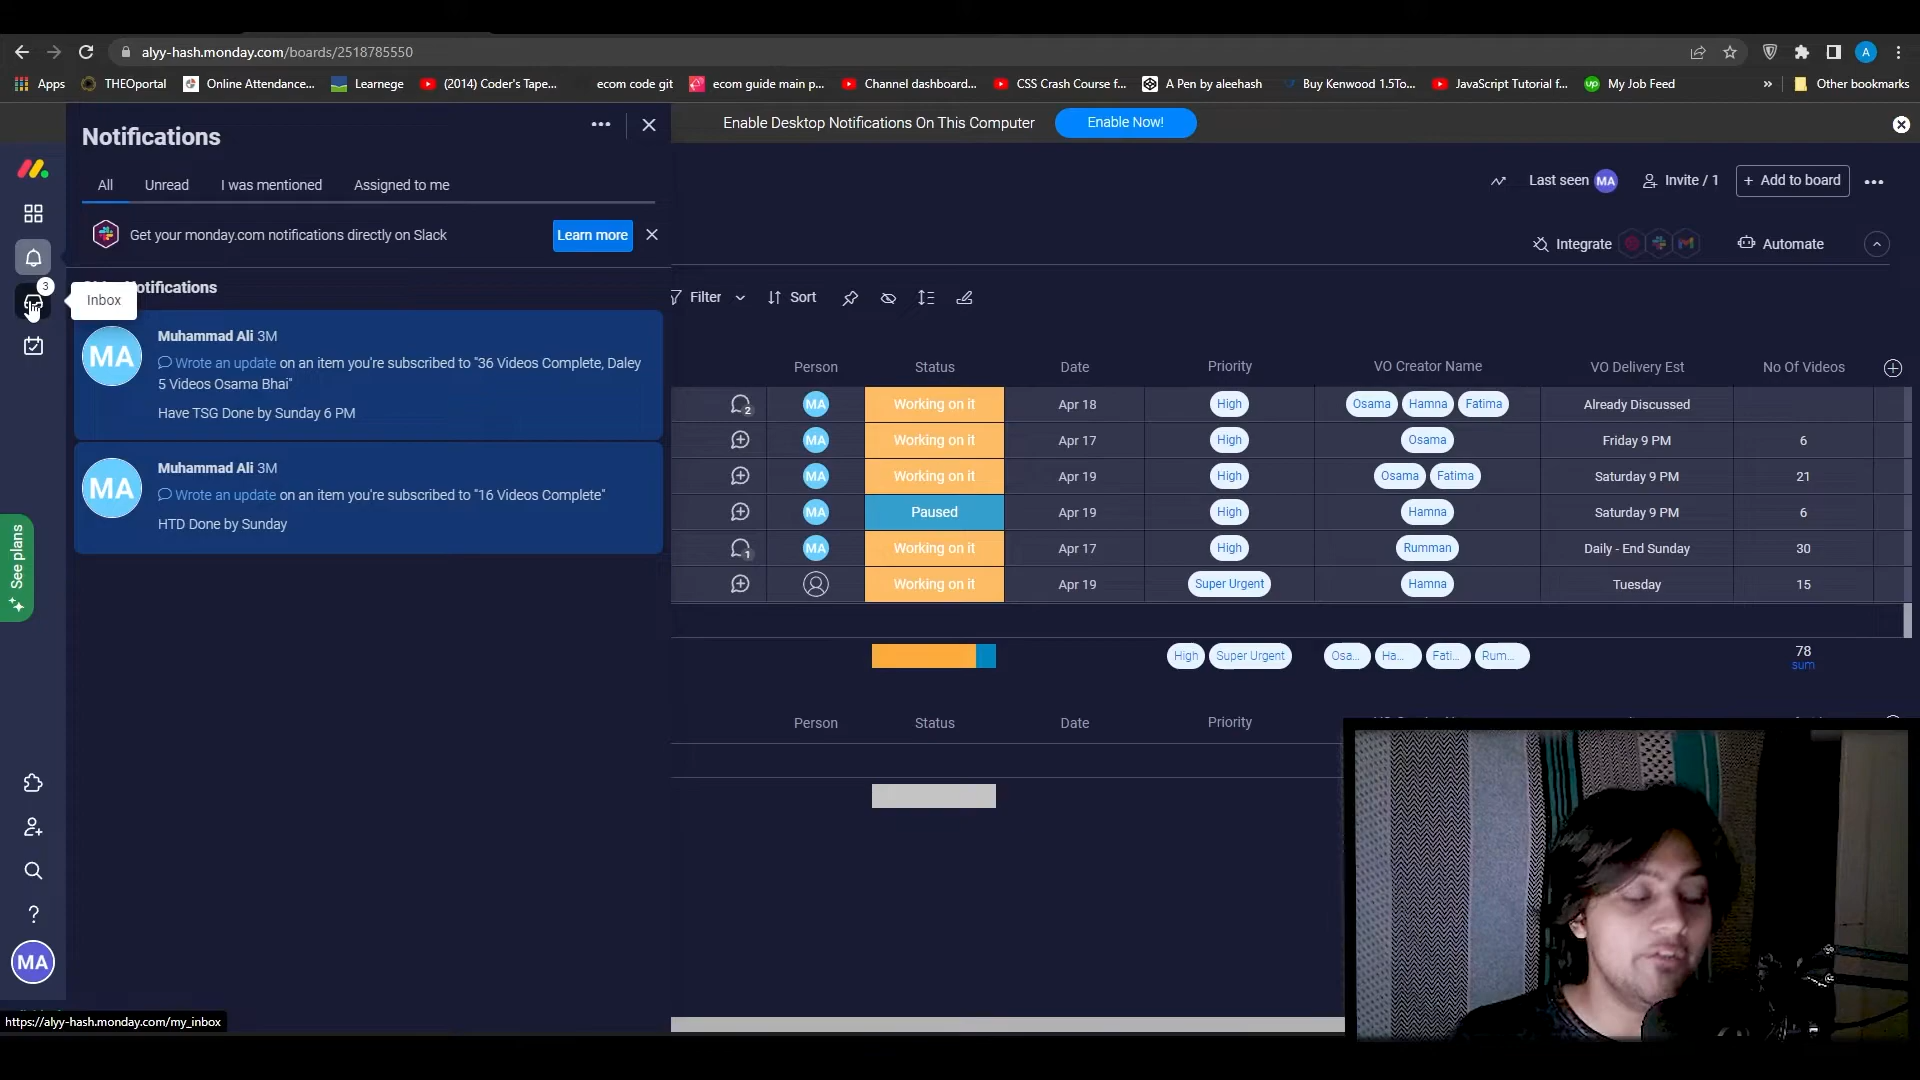 alyy-hash.monday.com/boards/2518785550
A
Apps
THEOportal
Online Attendance...
Learnege
(2014) Coder's Tape...
ecom code git
ecom guide main p...
Channel dashboard...
CSS Crash Course f...
A Pen by aleehash
Buy Kenwood 1.5To...
JavaScript Tutorial f...
up
My Job Feed
»
Other bookmarks
Notifications
Enable Desktop Notifications On This Computer
Enable Now!
All
Unread
I was mentioned
Assigned to me
Last seen
MA
Invite / 1
+ Add to board
Get your monday.com notifications directly on Slack
Learn more
Integrate
Automate
3
Inbox
Notifications
Filter
Sort
Muhammad Ali 3M
MA
Wrote an update on an item you're subscribed to "36 Videos Complete, Daley
5 Videos Osama Bhai"
Have TSG Done by Sunday 6 PM
Muhammad Ali 3M
MA
Wrote an update on an item you're subscribed to "16 Videos Complete"
HTD Done by Sunday
Person Status Date Priority VO Creator Name VO Delivery Est No Of Videos
2 MA Working on it Apr 18 High Osama Hamna Fatima Already Discussed
MA Working on it Apr 17 High Osama Friday 9 PM 6
MA Working on it Apr 19 High Osama Fatima Saturday 9 PM 21
MA Paused Apr 19 High Hamna Saturday 9 PM 6
1 MA Working on it Apr 17 High Rumman Daily - End Sunday 30
Working on it Apr 19 Super Urgent Hamna Tuesday 15
High Super Urgent Osa... Ha... Fati... Rum... 78
sum
Person Status Date Priority
See plans
?
MA
https://alyy-hash.monday.com/my_inbox